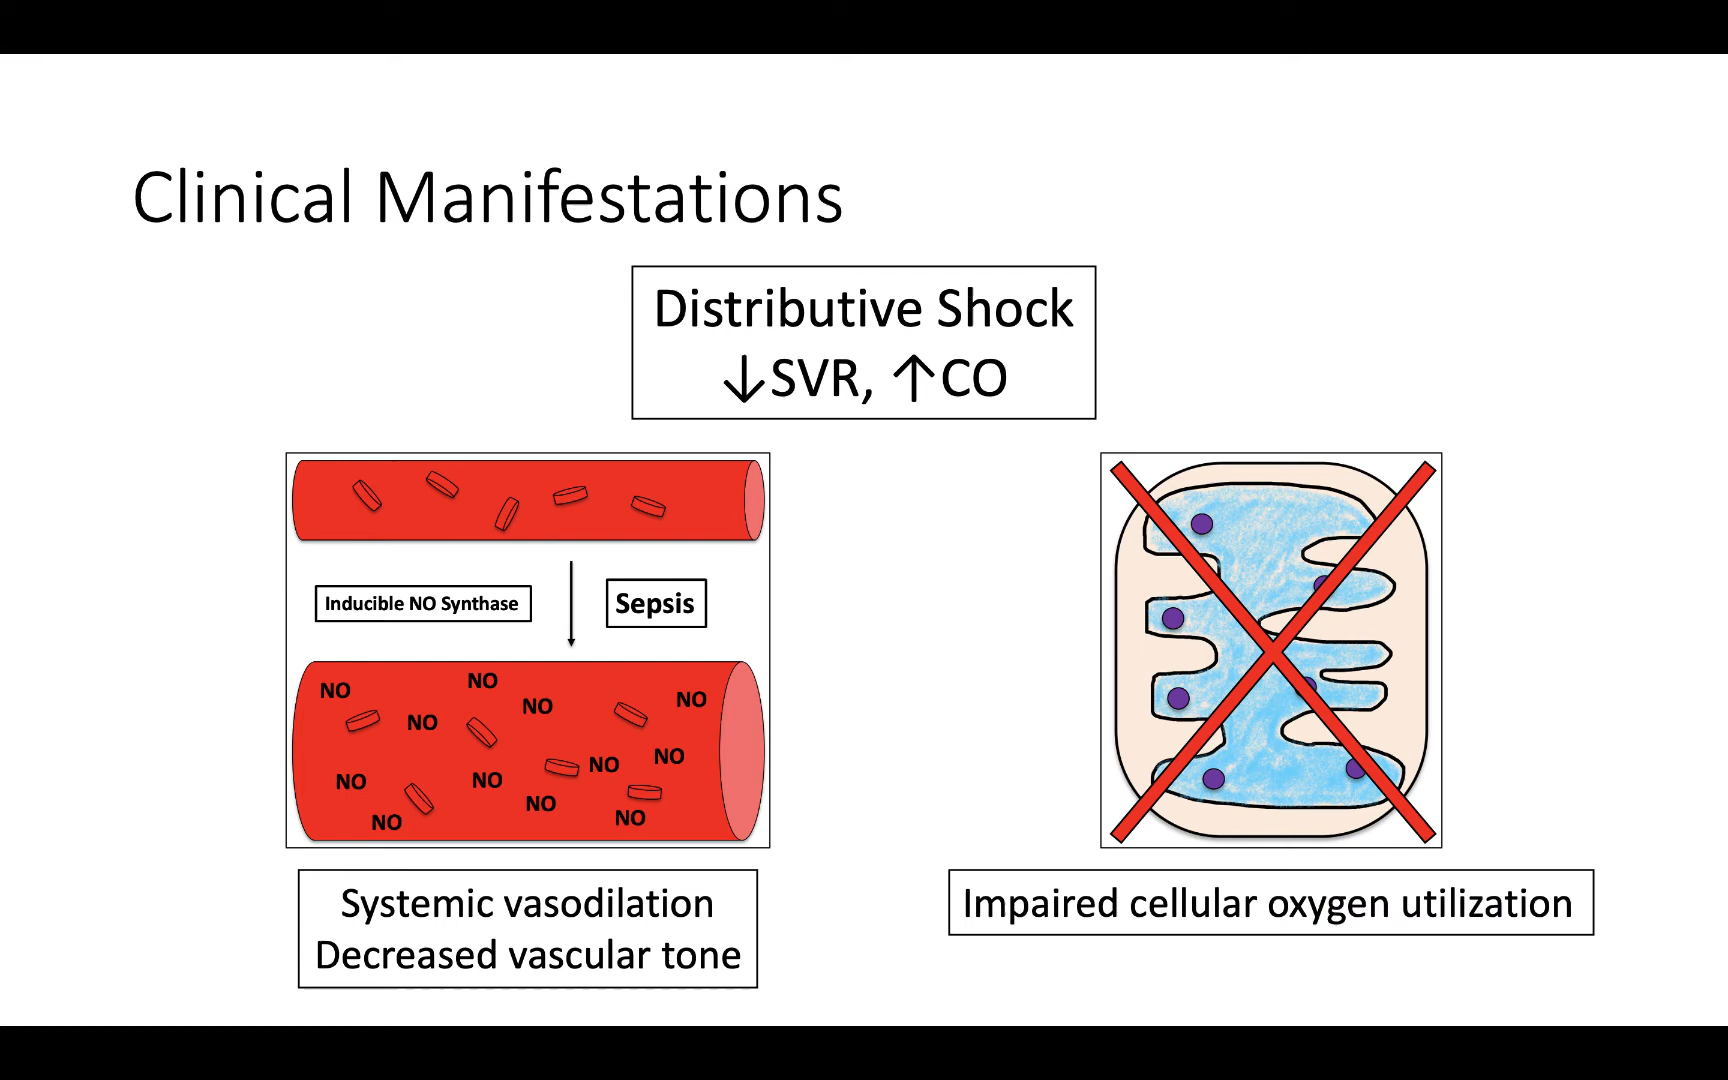 Clinical Manifestations
Distributive Shock
↓SVR, ↑CO
Inducible NO Synthase
Sepsis
NO
NO
NO
NO
NO
NO
NO
NO
NO
NO
NO
NO
Systemic vasodilation
Decreased vascular tone
Impaired cellular oxygen utilization